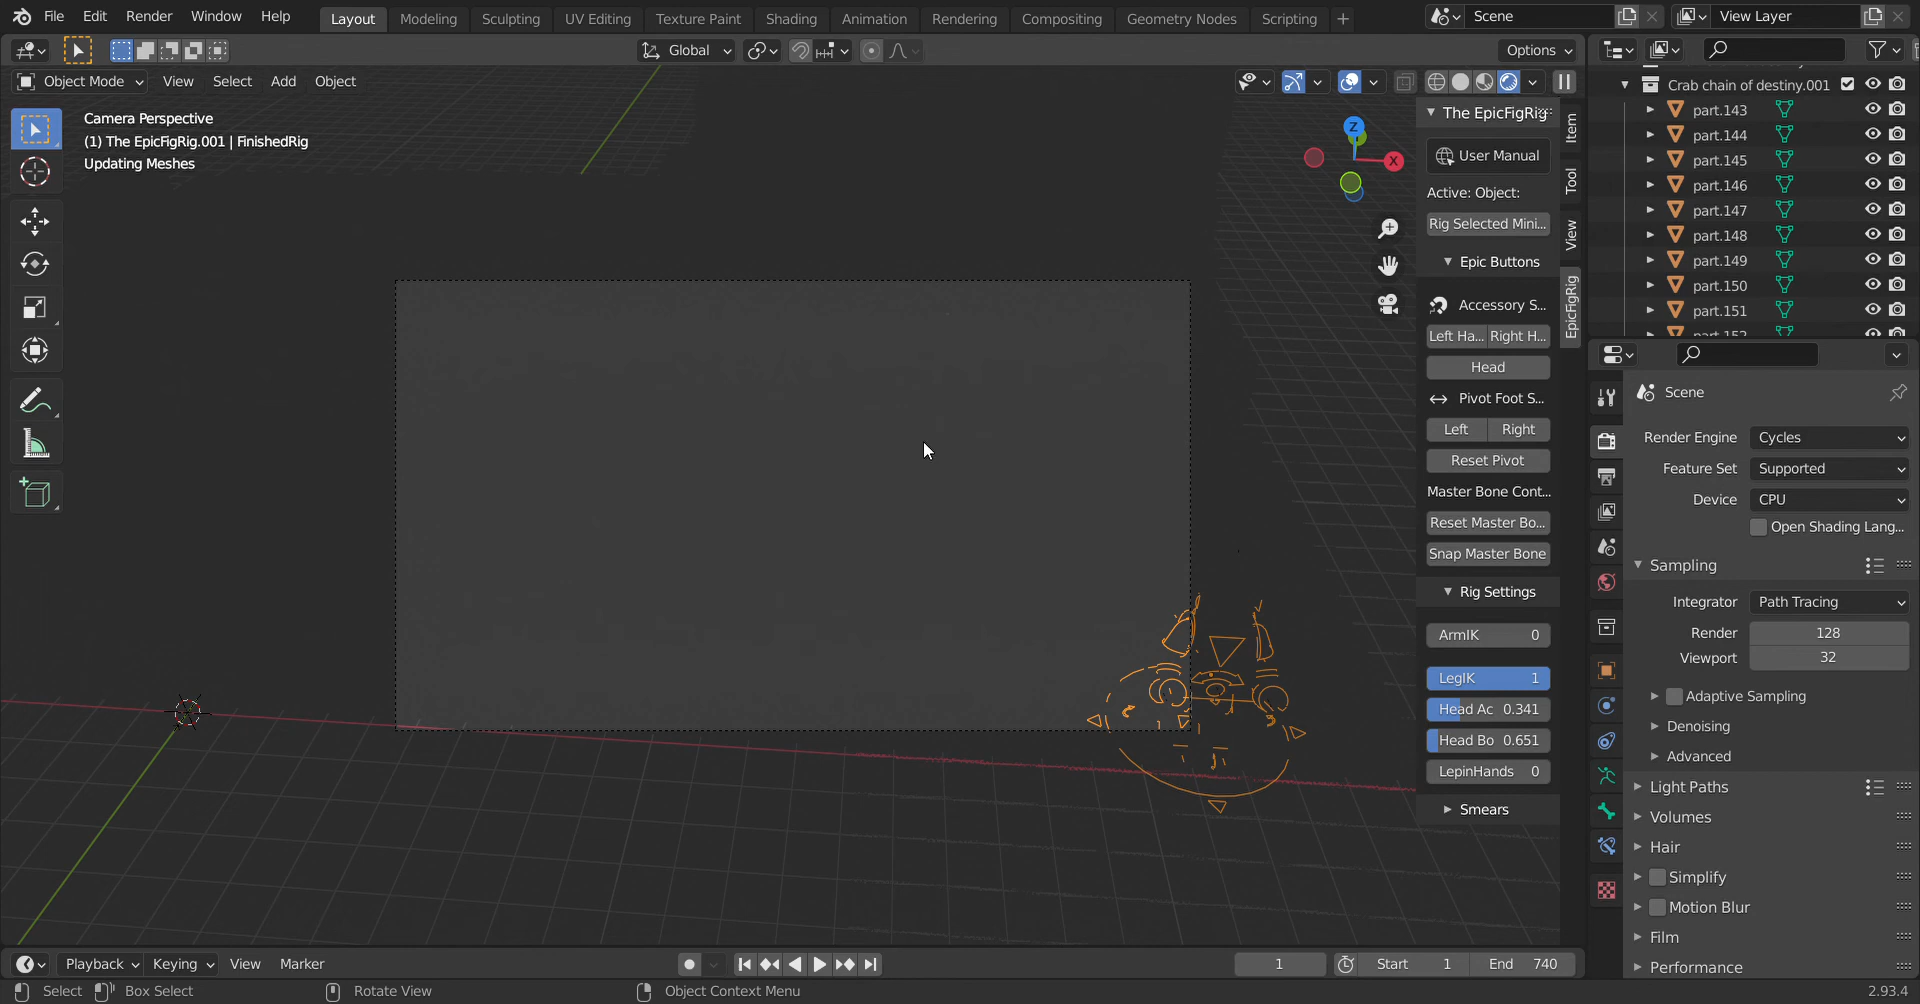 File Edit Render Window Help Layout Modeling Sculpting UV Editing Texture Paint Shading Animation Rendering Compositing Geometry Nodes Scripting + Scene View Layer
Global Options
Object Mode View Select Add Object
Camera Perspective
(1) The EpicFigRig.001 | FinishedRig
Updating Meshes
Z
X
The EpicFigRig
User Manual
Active: Object:
Rig Selected Mini...
Epic Buttons
Accessory S...
Left Ha... Right H...
Head
Pivot Foot S...
Left Right
Reset Pivot
Master Bone Cont...
Reset Master Bo...
Snap Master Bone
Rig Settings
ArmIK 0
LegIK 1
Head Ac 0.341
Head Bo 0.651
LepinHands 0
Smears
Item
Tool
View
EpicFigRig
Crab chain of destiny.001
part.143
part.144
part.145
part.146
part.147
part.148
part.149
part.150
part.151
part.152
Scene
Render Engine Cycles
Feature Set Supported
Device CPU
Open Shading Lang...
Sampling
Integrator Path Tracing
Render 128
Viewport 32
Adaptive Sampling
Denoising
Advanced
Light Paths
Volumes
Hair
Simplify
Motion Blur
Film
Performance
Playback Keying View Marker 1 Start 1 End 740
Select Box Select Rotate View Object Context Menu 2.93.4